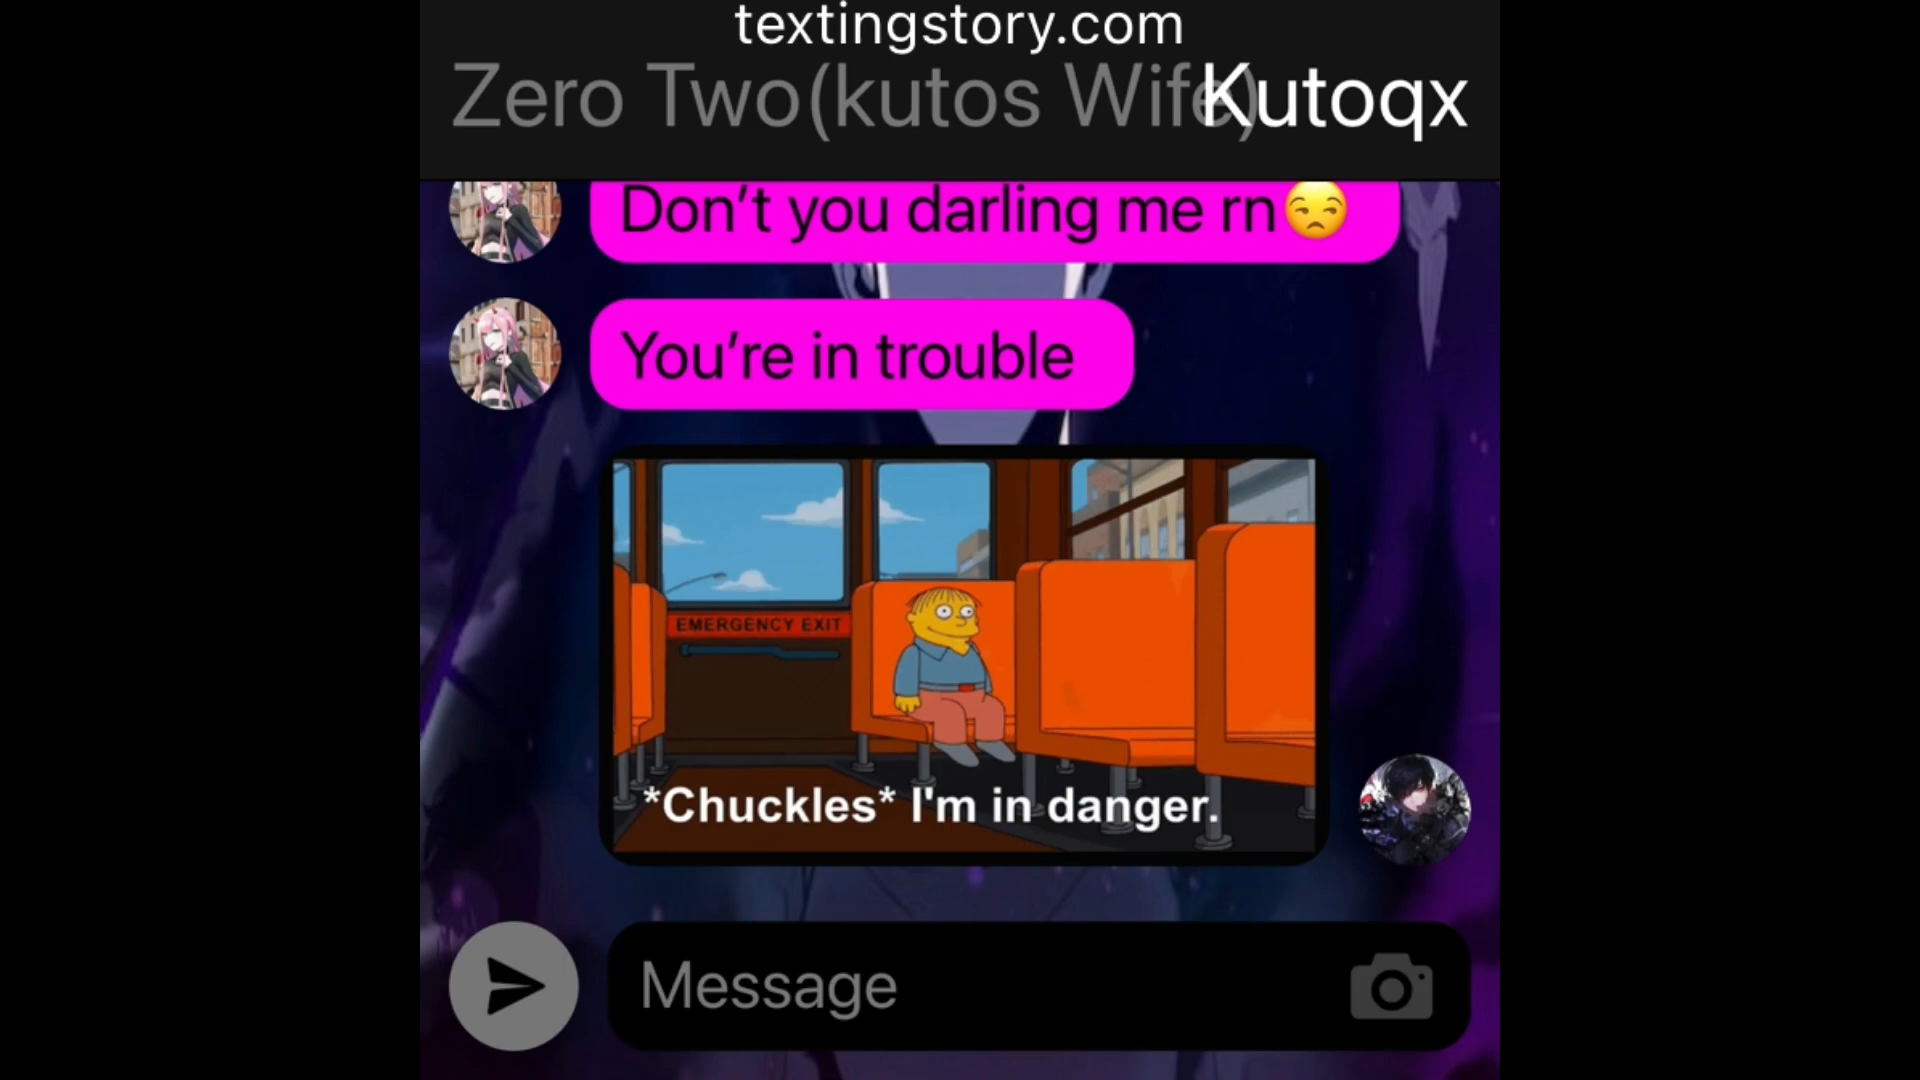 textingstory.com
Zero Two(kutos Wife) Kutoqx
Don’t you darling me rn😒
You’re in trouble
EMERGENCY EXIT
*Chuckles* I'm in danger.
Message